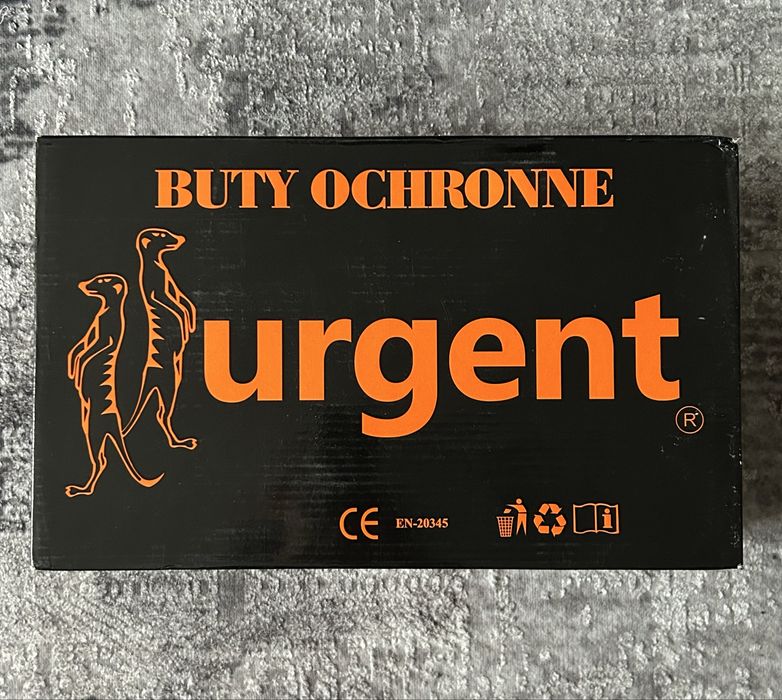 BUTY OCHRONNE
urgent
®
CE EN-20345